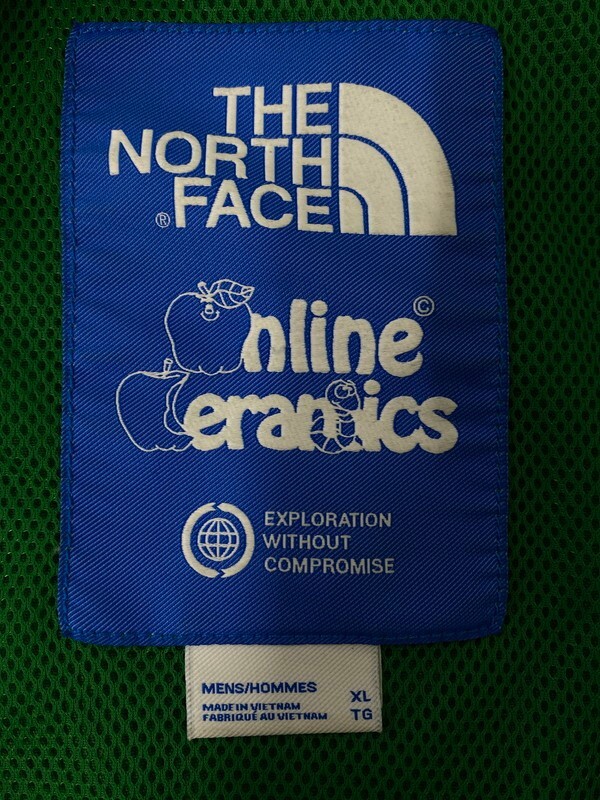 THE
NORTH
® FACE
Online ©
Ceramics
EXPLORATION
WITHOUT
COMPROMISE
MENS/HOMMES XL
MADE IN VIETNAM
FABRIQUÉ AU VIETNAM TG